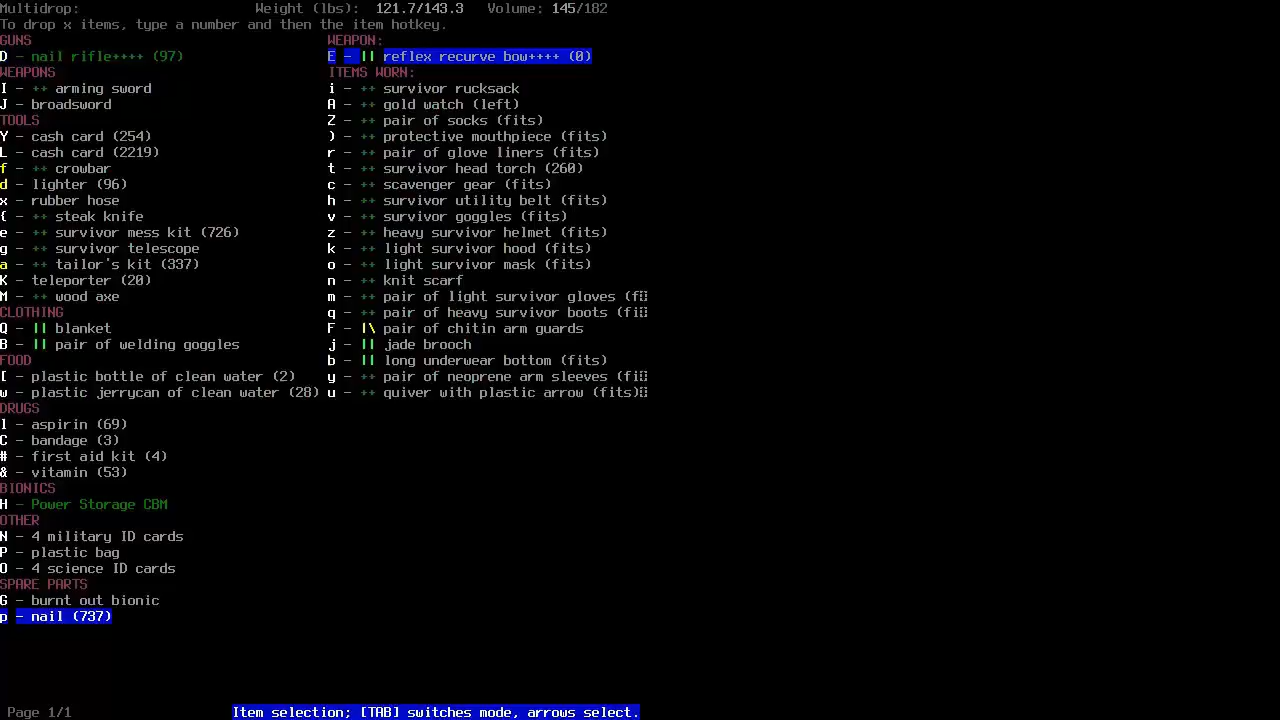 Multidrop: Weight (lbs): 121.7/143.3 Volume: 145/182
To drop x items, type a number and then the item hotkey.
GUNS
D - nail rifle++++ (97)
WEAPONS
I - ++ arming sword
J - broadsword
TOOLS
Y - cash card (254)
L - cash card (2219)
f - ++ crowbar
d - lighter (96)
x - rubber hose
{ - ++ steak knife
e - ++ survivor mess kit (726)
g - ++ survivor telescope
a - ++ tailor's kit (337)
K - teleporter (20)
M - ++ wood axe
CLOTHING
Q - || blanket
B - || pair of welding goggles
FOOD
[ - plastic bottle of clean water (2)
w - plastic jerrycan of clean water (28)
DRUGS
l - aspirin (69)
C - bandage (3)
# - first aid kit (4)
& - vitamin (53)
BIONICS
H - Power Storage CBM
OTHER
N - 4 military ID cards
P - plastic bag
O - 4 science ID cards
SPARE PARTS
G - burnt out bionic
p - nail (737)
WEAPON:
E - || reflex recurve bow++++ (0)
ITEMS WORN:
i - ++ survivor rucksack
A - ++ gold watch (left)
Z - ++ pair of socks (fits)
) - ++ protective mouthpiece (fits)
r - ++ pair of glove liners (fits)
t - ++ survivor head torch (260)
c - ++ scavenger gear (fits)
h - ++ survivor utility belt (fits)
v - ++ survivor goggles (fits)
z - ++ heavy survivor helmet (fits)
k - ++ light survivor hood (fits)
o - ++ light survivor mask (fits)
n - ++ knit scarf
m - ++ pair of light survivor gloves (f
q - ++ pair of heavy survivor boots (fi
F - |\ pair of chitin arm guards
j - || jade brooch
b - || long underwear bottom (fits)
y - ++ pair of neoprene arm sleeves (fi
u - ++ quiver with plastic arrow (fits)
Page 1/1 Item selection; [TAB] switches mode, arrows select.